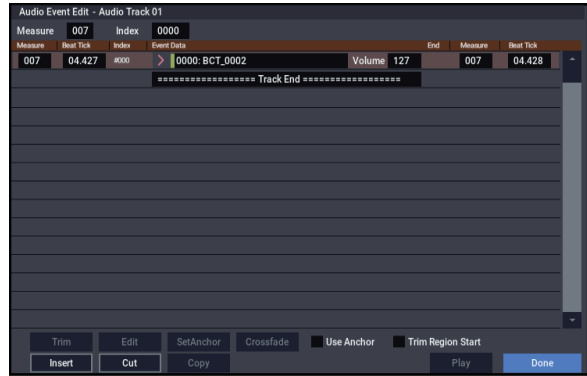 Audio Event Edit - Audio Track 01
Measure 007 Index 0000
Measure Beat Tick Index Event Data End Measure Beat Tick
007 04.427 #000 0000: BCT_0002 Volume 127 007 04.428
================== Track End ==================
Trim Edit SetAnchor Crossfade Use Anchor Trim Region Start
Insert Cut Copy Play Done